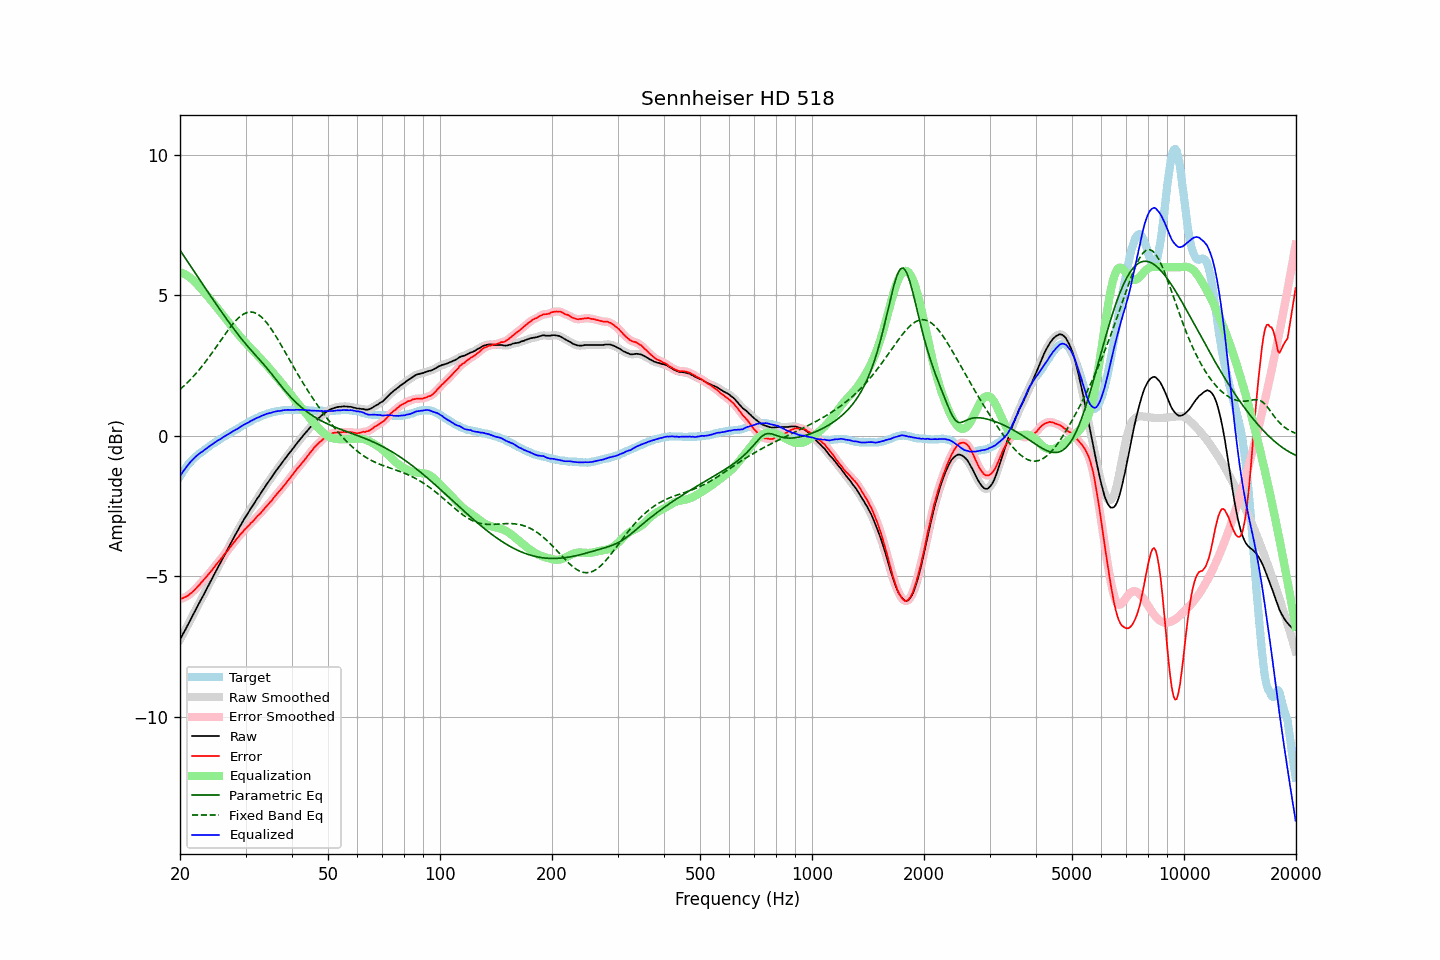 Sennheiser HD 518
Amplitude (dBr)
10
5
0
−5
−10
Target
Raw Smoothed
Error Smoothed
Raw
Error
Equalization
Parametric Eq
Fixed Band Eq
Equalized
20 50 100 200 500 1000 2000 5000 10000 20000
Frequency (Hz)